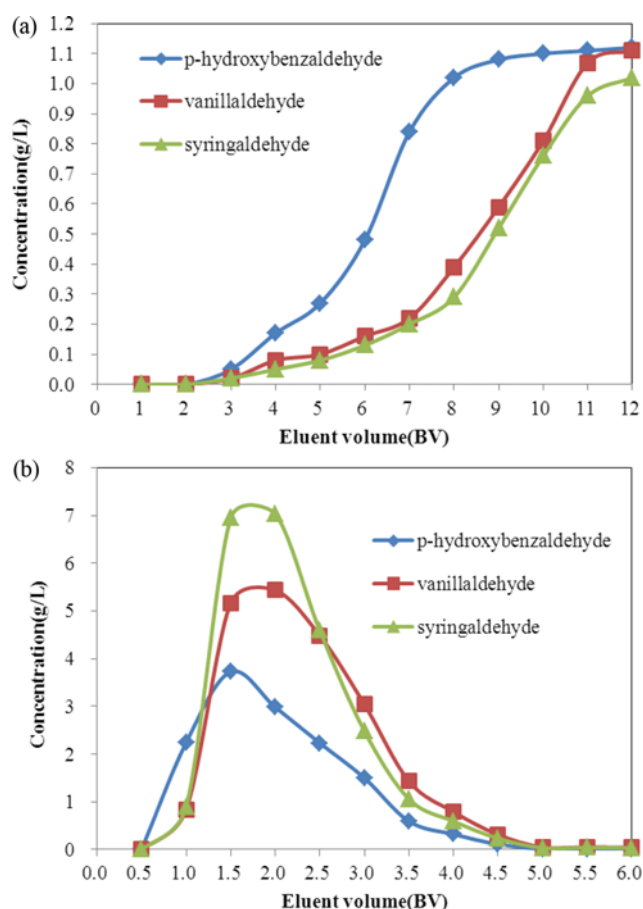 (a)
1.2
1.1
1.0
0.9
0.8
0.7
0.6
0.5
0.4
0.3
0.2
0.1
0.0
Concentration(g/L)
p-hydroxybenzaldehyde
vanillaldehyde
syringaldehyde
0 1 2 3 4 5 6 7 8 9 10 11 12
Eluent volume(BV)
(b)
8
7
6
5
4
3
2
1
0
Concentration(g/L)
p-hydroxybenzaldehyde
vanillaldehyde
syringaldehyde
0.0 0.5 1.0 1.5 2.0 2.5 3.0 3.5 4.0 4.5 5.0 5.5 6.0
Eluent volume(BV)